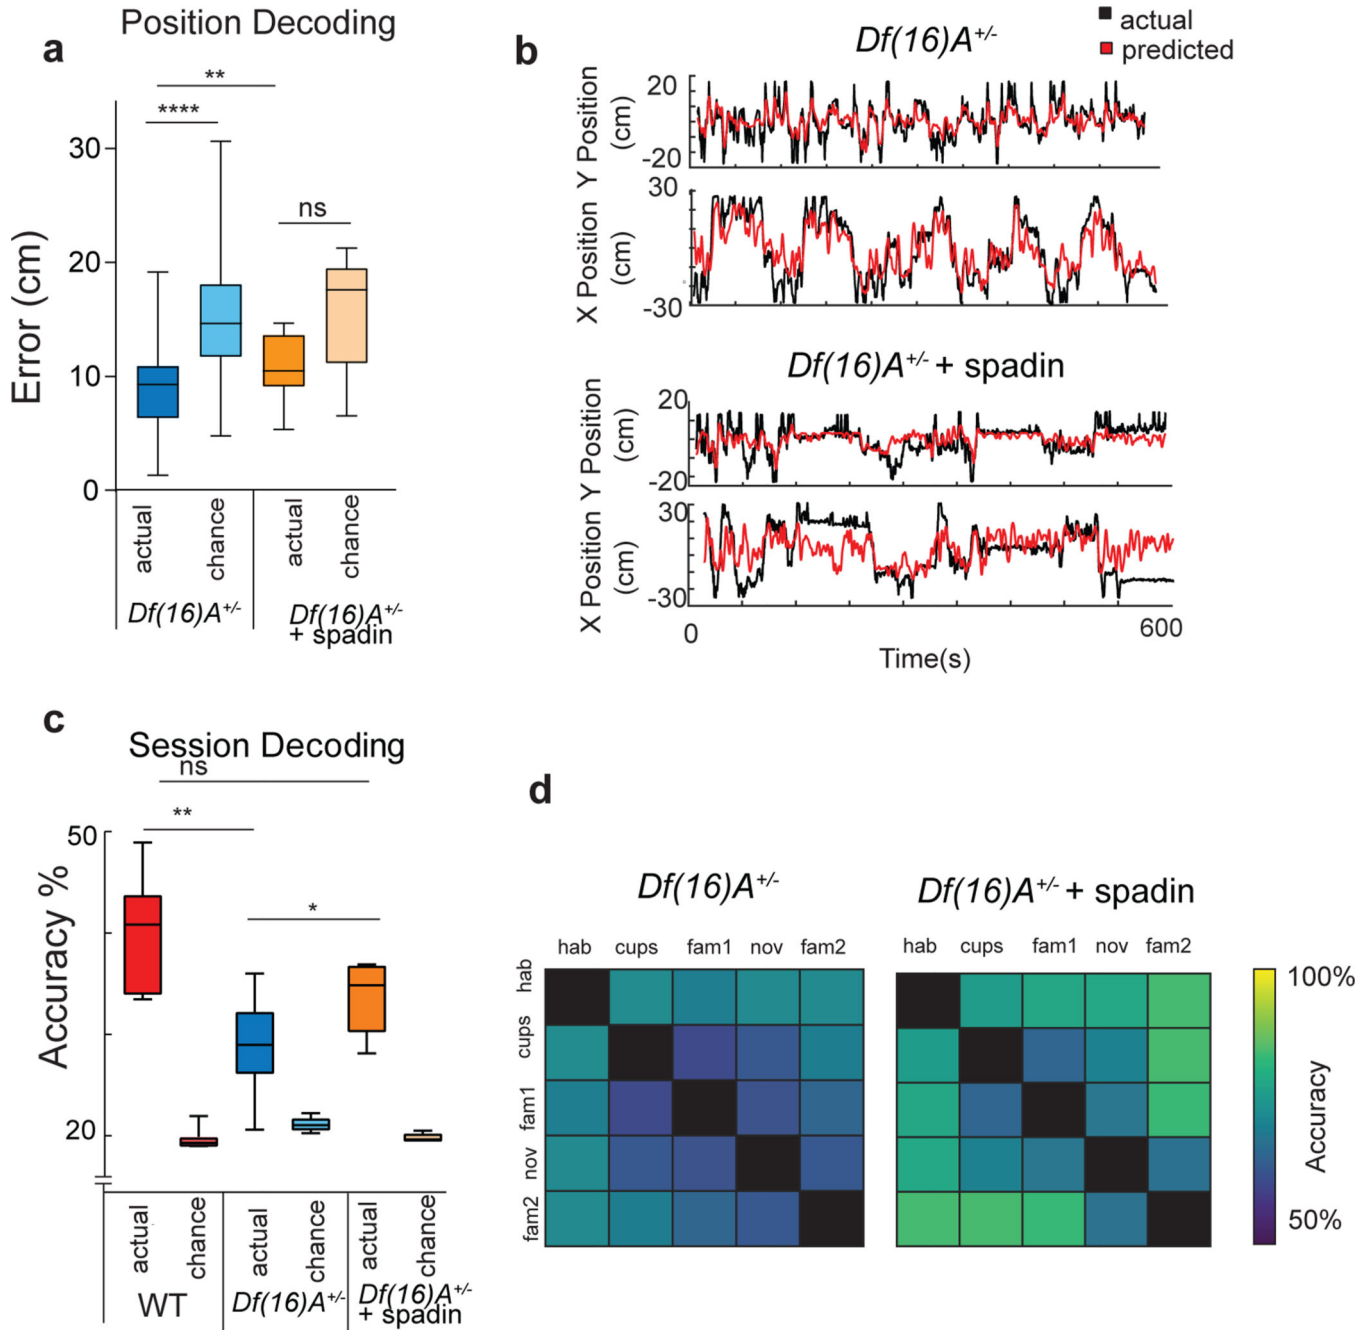 a
Position Decoding
**
****
ns
Error (cm)
30
20
10
0
actual
chance
actual
chance
Df(16)A+/-
Df(16)A+/-
+ spadin
b
Df(16)A+/-
actual
predicted
Y Position
(cm)
20
-20
X Position
(cm)
30
-30
Df(16)A+/- + spadin
Y Position
(cm)
20
-20
X Position
(cm)
30
-30
0
600
Time(s)
c
Session Decoding
ns
**
*
Accuracy %
50
20
actual
chance
actual
chance
actual
chance
WT
Df(16)A+/-
Df(16)A+/-
+ spadin
d
Df(16)A+/-
hab cups fam1 nov fam2
hab
cups
fam1
nov
fam2
Df(16)A+/- + spadin
hab cups fam1 nov fam2
100%
Accuracy
50%